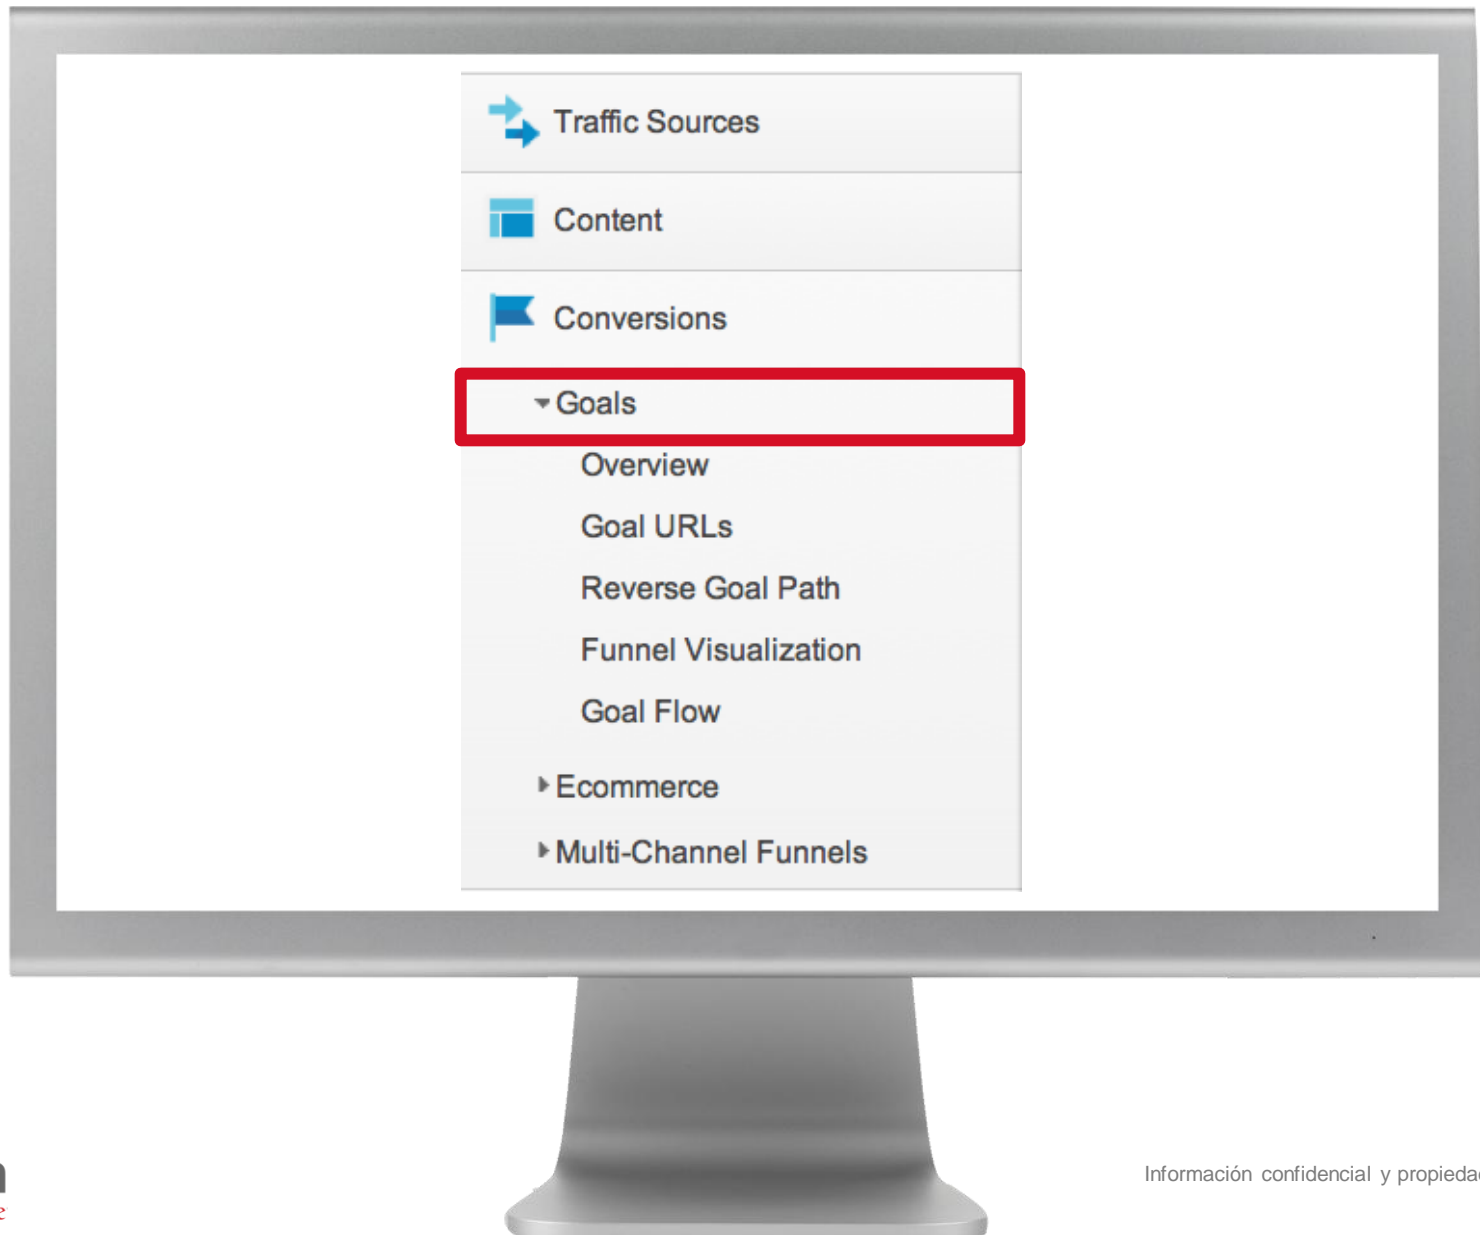 Traffic Sources
Content
Conversions
Goals
Overview
Goal URLs
Reverse Goal Path
Funnel Visualization
Goal Flow
Ecommerce
Multi-Channel Funnels
Información confidencial y